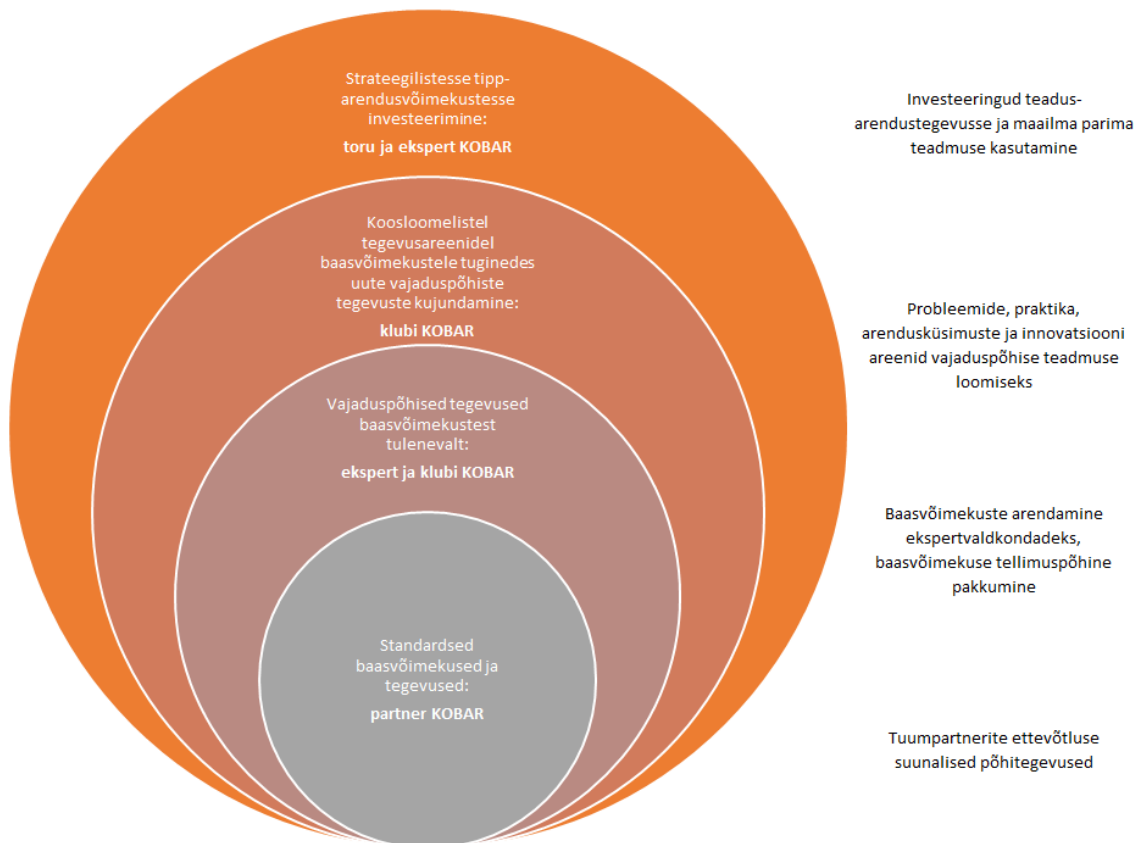 Strateegilistesse tipp-
arendusvõimekustesse
investeerimine:
toru ja ekspert KOBAR
Investeeringud teadus-
arendustegevusse ja maailma parima
teadmuse kasutamine
Koosloomelistel
tegevusareenidel
baasvõimekustele tuginedes
uute vajaduspõhiste
tegevuste kujundamine:
klubi KOBAR
Probleemide, praktika,
arendusküsimuste ja innovatsiooni
areenid vajaduspõhise teadmuse
loomiseks
Vajaduspõhised tegevused
baasvõimekustest
tulenevalt:
ekspert ja klubi KOBAR
Baasvõimekuste arendamine
ekspertvaldkondadeks,
baasvõimekuse tellimuspõhine
pakkumine
Standardsed
baasvõimekused ja
tegevused:
partner KOBAR
Tuumpartnerite ettevõtluse
suunalised põhitegevused